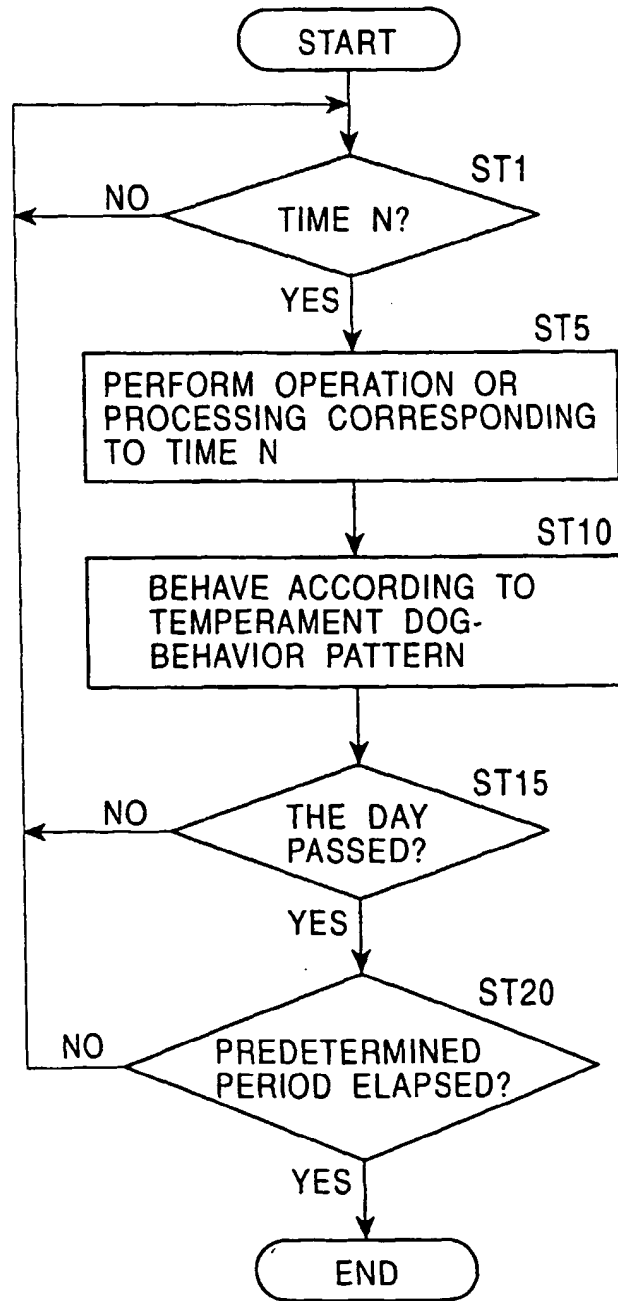 START
ST1
NO
TIME N?
YES
ST5
PERFORM OPERATION OR
PROCESSING CORRESPONDING
TO TIME N
ST10
BEHAVE ACCORDING TO
TEMPERAMENT DOG-
BEHAVIOR PATTERN
ST15
NO
THE DAY
PASSED?
YES
ST20
NO
PREDETERMINED
PERIOD ELAPSED?
YES
END